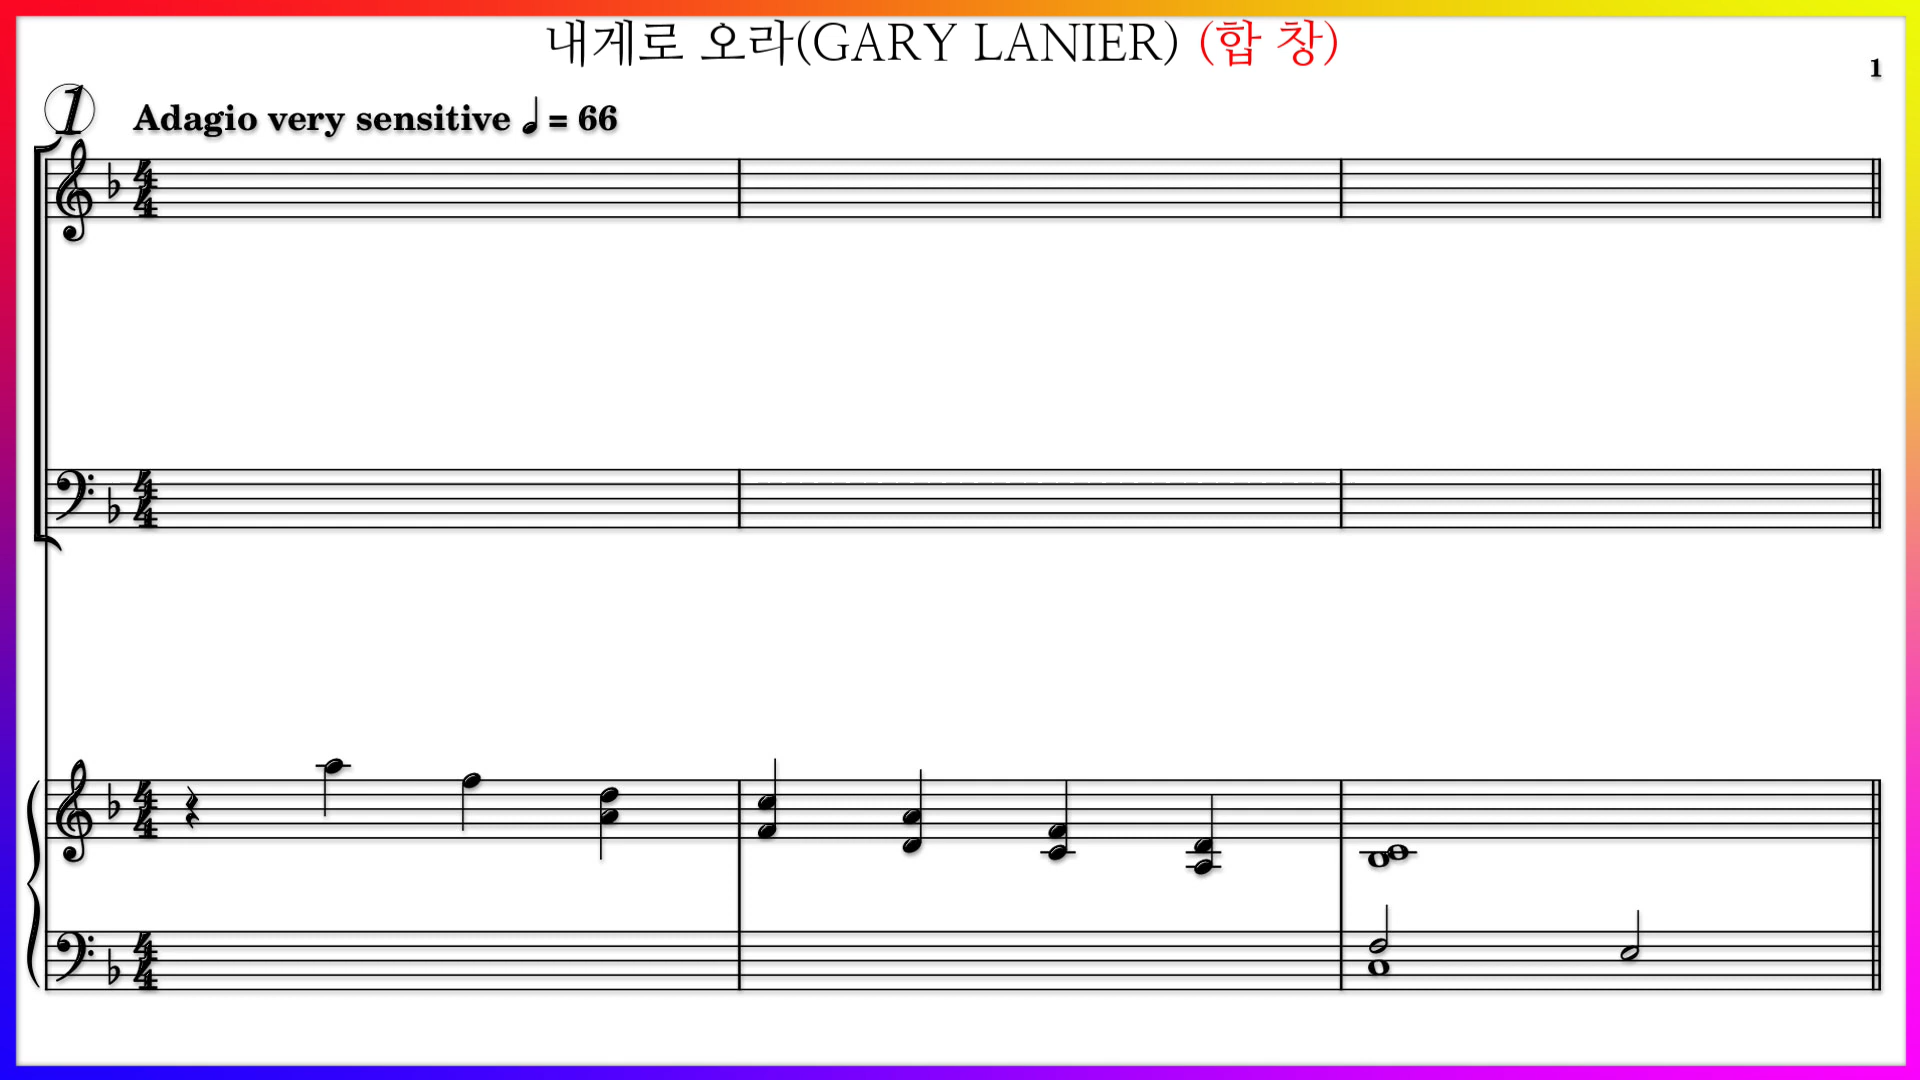 내게로 오라(GARY LANIER) (합 창)
1
1
Adagio very sensitive ♩ = 66